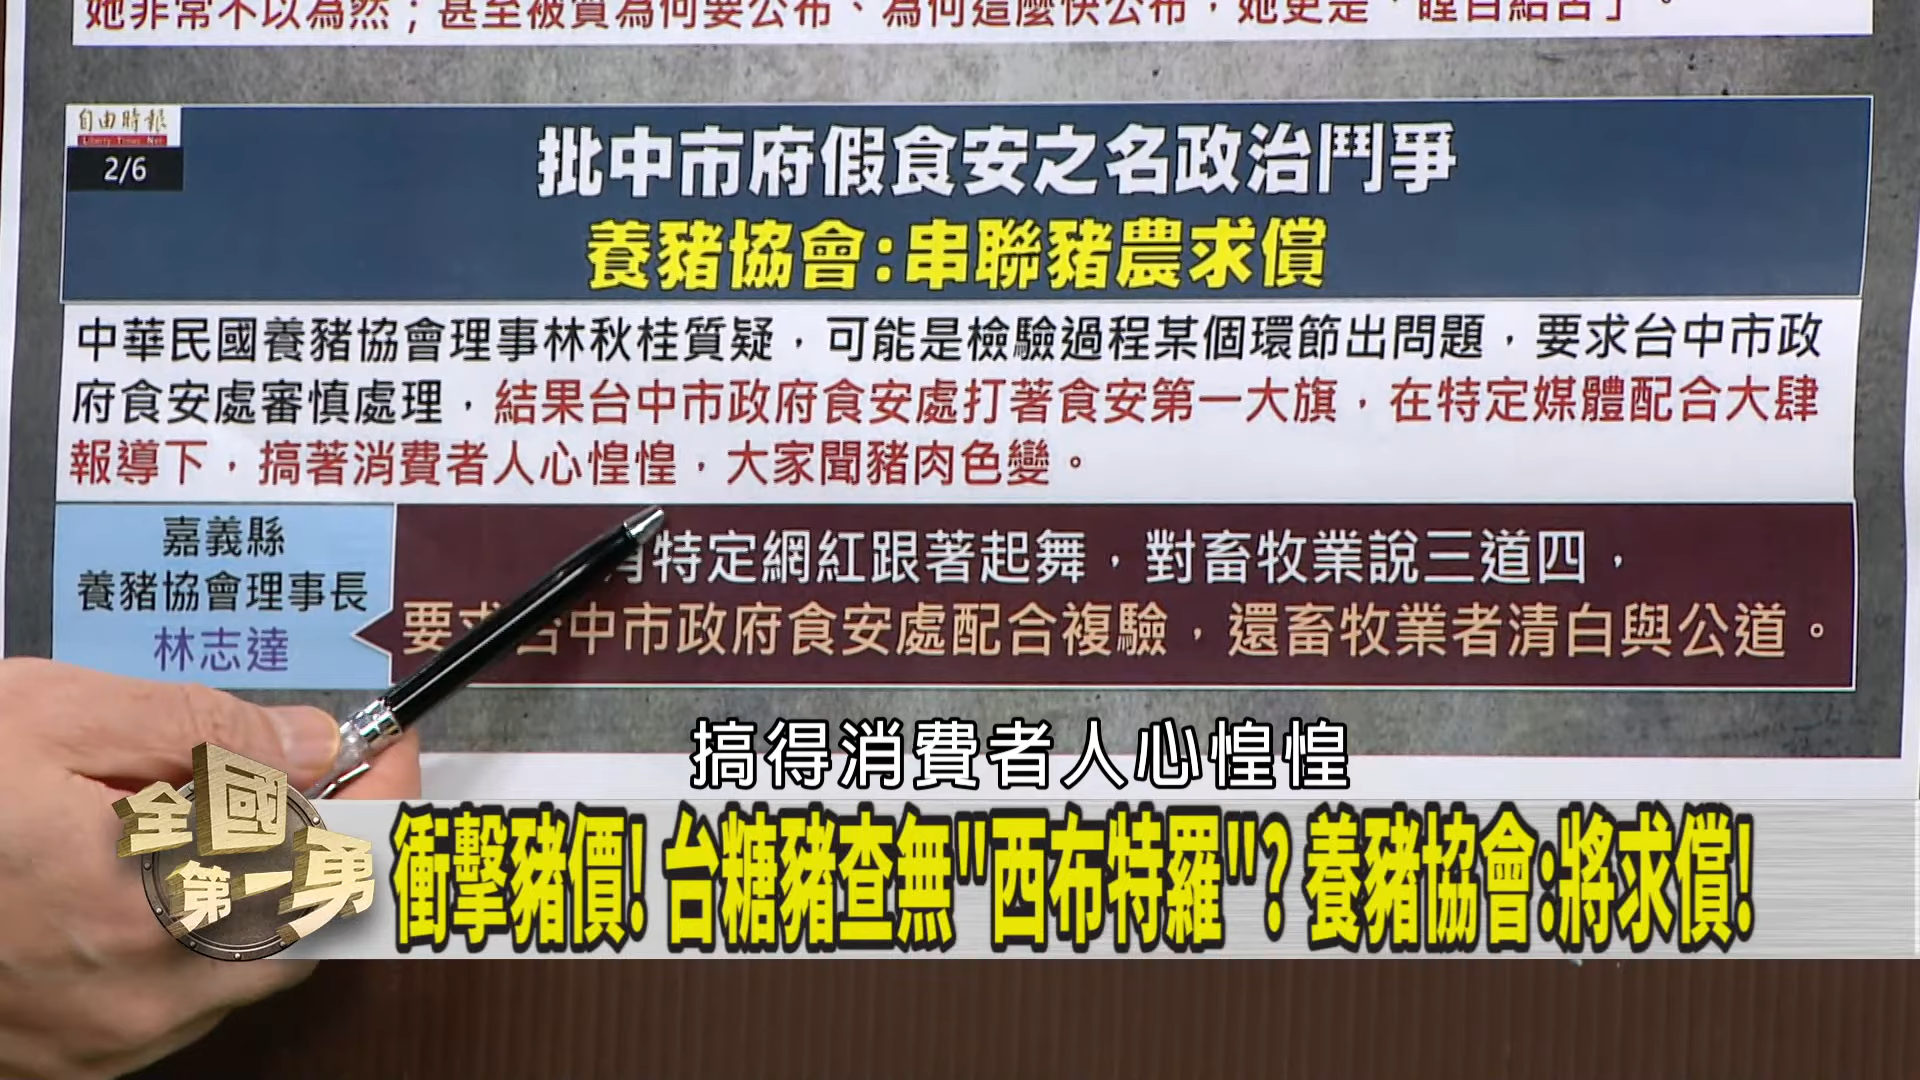 她非常不以為然；甚至被質為何要公布、為何這麼快公布，她更是「瞠目結舌」。
自由時報
Liberty Times Net
2/6
批中市府假食安之名政治鬥爭
養豬協會:串聯豬農求償
中華民國養豬協會理事林秋桂質疑，可能是檢驗過程某個環節出問題，要求台中市政
府食安處審慎處理，結果台中市政府食安處打著食安第一大旗，在特定媒體配合大肆
報導下，搞著消費者人心惶惶，大家聞豬肉色變。
嘉義縣
養豬協會理事長
林志達
有特定網紅跟著起舞，對畜牧業說三道四，
要求台中市政府食安處配合複驗，還畜牧業者清白與公道。
搞得消費者人心惶惶
全國第一勇
衝擊豬價! 台糖豬查無"西布特羅"? 養豬協會:將求償!